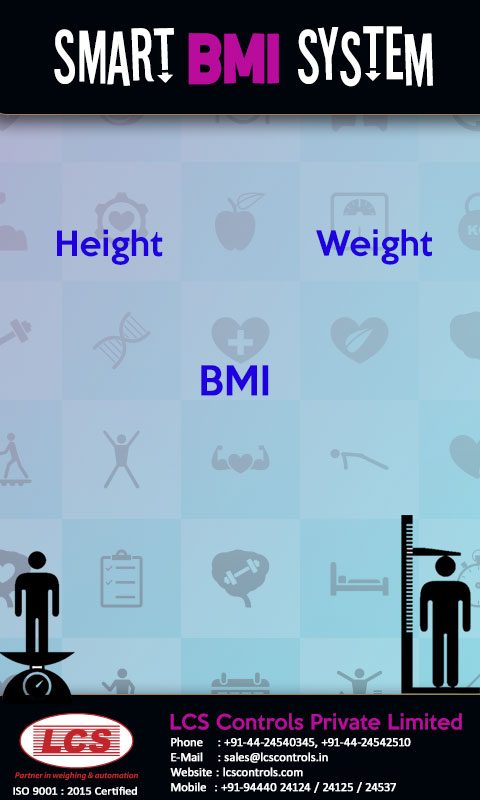 SMART BMI SYSTEM
Height Weight
BMI
LCS
Partner in weighing & automation
ISO 9001 : 2015 Certified
LCS Controls Private Limited
Phone : +91-44-24540345, +91-44-24542510
E-Mail : sales@lcscontrols.in
Website : lcscontrols.com
Mobile : +91-94440 24124 / 24125 / 24537